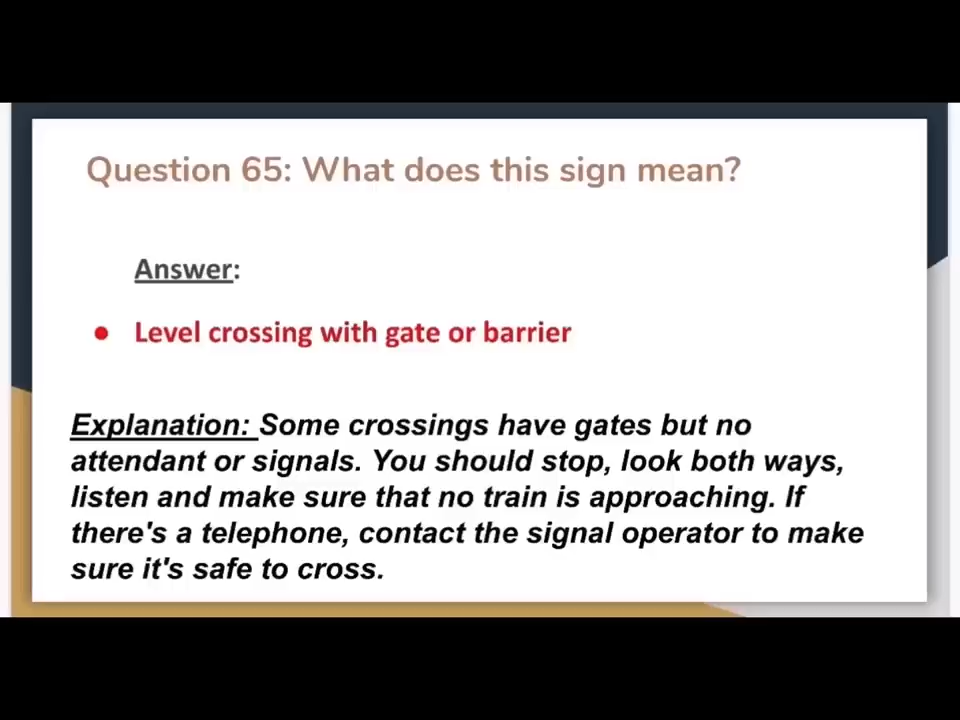 Question 65: What does this sign mean?
Answer:
● Level crossing with gate or barrier
Explanation: Some crossings have gates but no
attendant or signals. You should stop, look both ways,
listen and make sure that no train is approaching. If
there's a telephone, contact the signal operator to make
sure it's safe to cross.